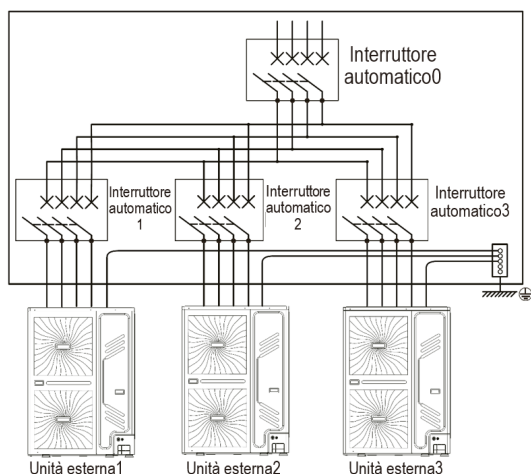 Interruttore
automatico0
Interruttore
automatico
1
Interruttore
automatico
2
Interruttore
automatico3
Unità esterna1
Unità esterna2
Unità esterna3